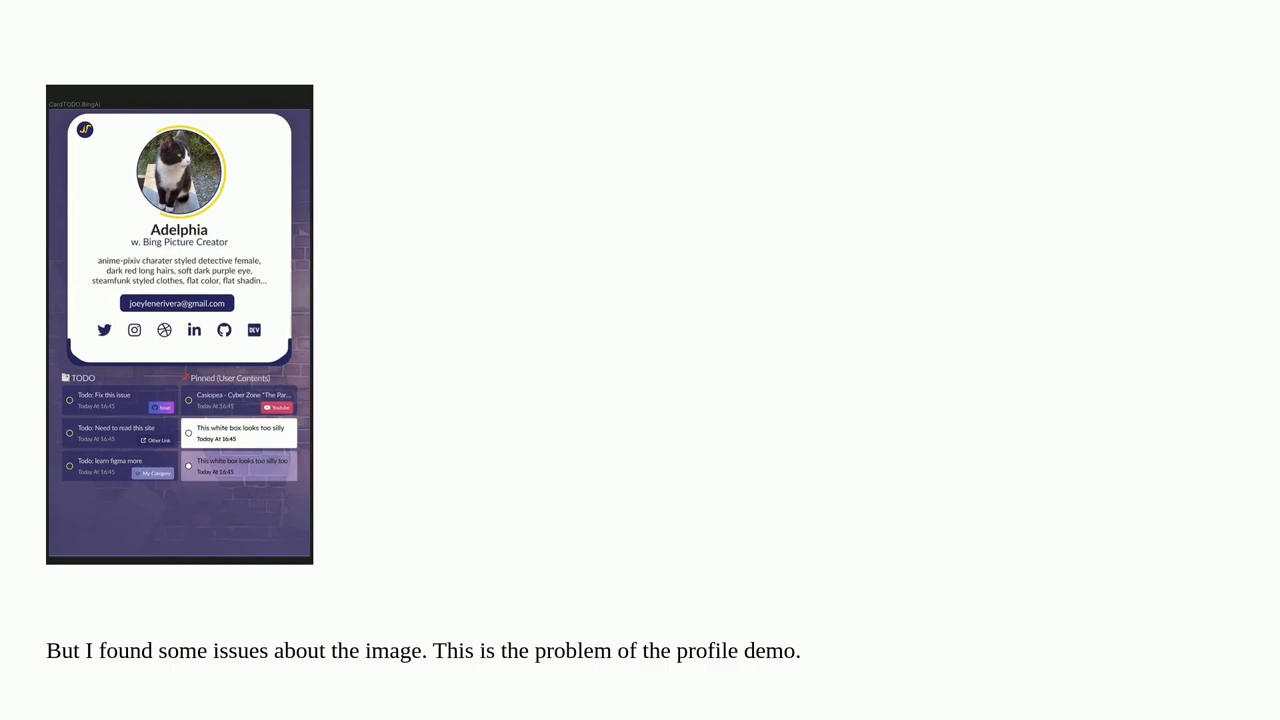 CardTODO.BingAI
Adelphia
w. Bing Picture Creator
anime-pixiv charater styled detective female,
dark red long hairs, soft dark purple eye,
steamfunk styled clothes, flat color, flat shadin...
joeylenerivera@gmail.com
DEV
TODO
Todo: Fix this issue
Today At 16:45
Issue
Todo: Need to read this site
Today At 16:45
Other Link
Todo: learn figma more
Today At 16:45
My Category
Pinned (User Contents)
Casiopea - Cyber Zone "The Par...
Today At 16:45
Youtube
This white box looks too silly
Today At 16:45
This white box looks too silly too
Today At 16:45
But I found some issues about the image. This is the problem of the profile demo.